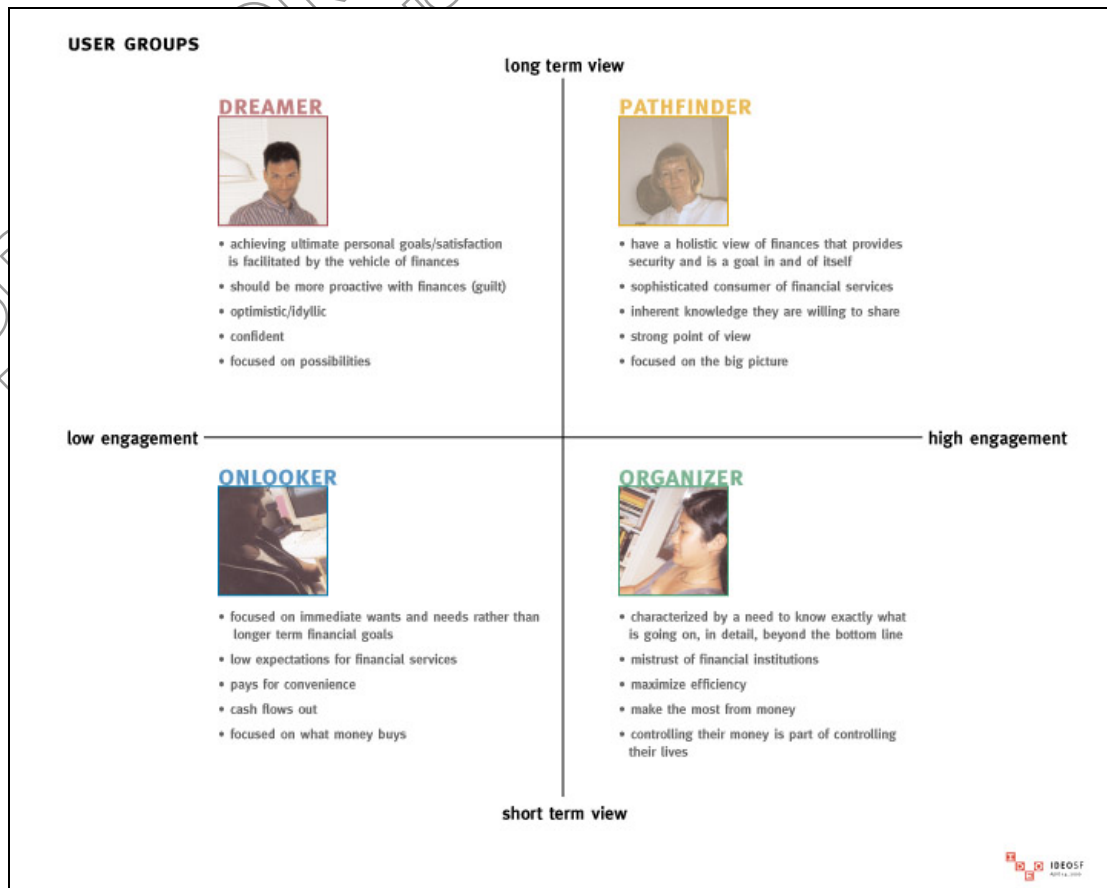 USER GROUPS
long term view
DREAMER
• achieving ultimate personal goals/satisfaction
is facilitated by the vehicle of finances
• should be more proactive with finances (guilt)
• optimistic/idyllic
• confident
• focused on possibilities
PATHFINDER
• have a holistic view of finances that provides
security and is a goal in and of itself
• sophisticated consumer of financial services
• inherent knowledge they are willing to share
• strong point of view
• focused on the big picture
low engagement
high engagement
ONLOOKER
• focused on immediate wants and needs rather than
longer term financial goals
• low expectations for financial services
• pays for convenience
• cash flows out
• focused on what money buys
ORGANIZER
• characterized by a need to know exactly what
is going on, in detail, beyond the bottom line
• mistrust of financial institutions
• maximize efficiency
• make the most from money
• controlling their money is part of controlling
their lives
short term view
IDEO IDEOSF